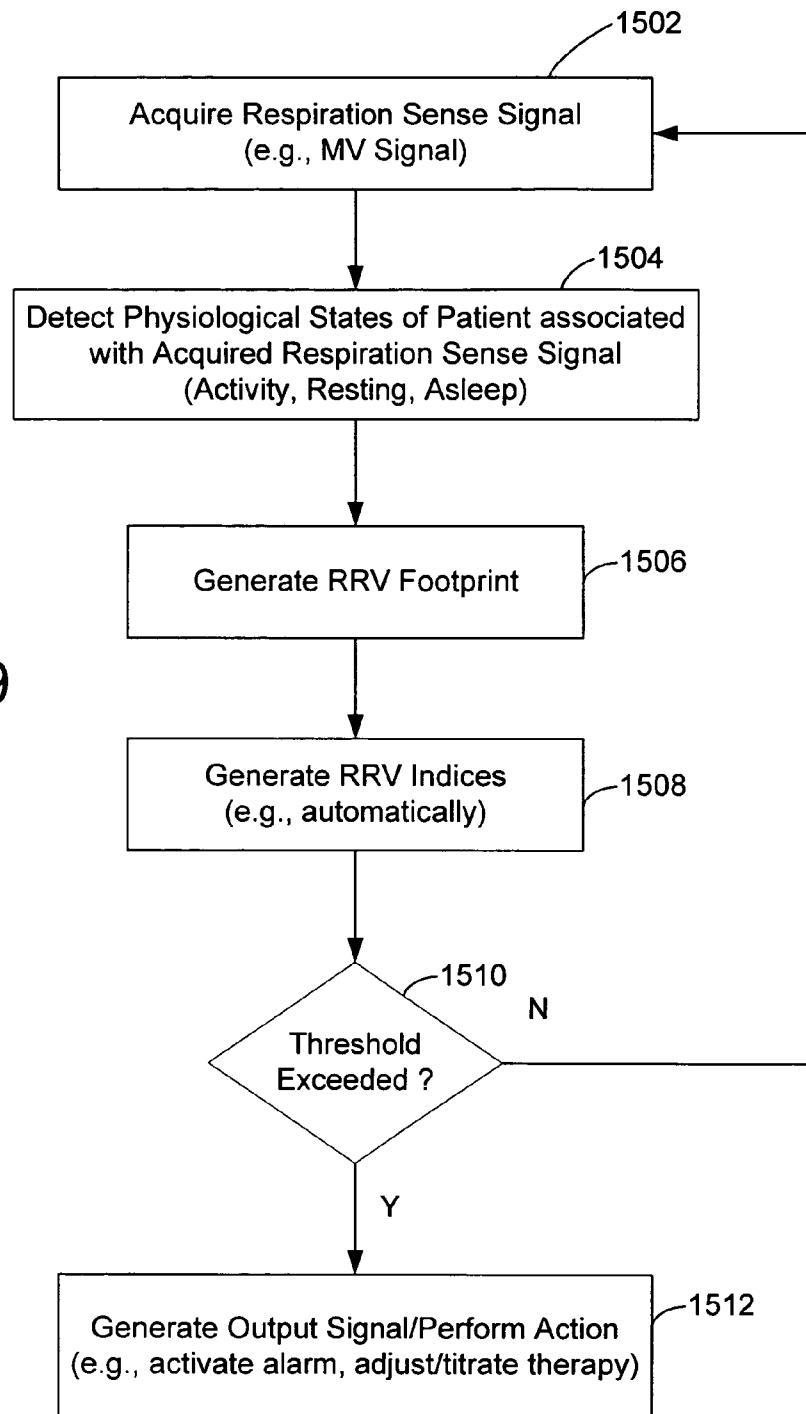 1502
Acquire Respiration Sense Signal
(e.g., MV Signal)
1504
Detect Physiological States of Patient associated
with Acquired Respiration Sense Signal
(Activity, Resting, Asleep)
Generate RRV Footprint
1506
9
Generate RRV Indices
(e.g., automatically)
1508
1510
N
Threshold
Exceeded ?
Y
1512
Generate Output Signal/Perform Action
(e.g., activate alarm, adjust/titrate therapy)